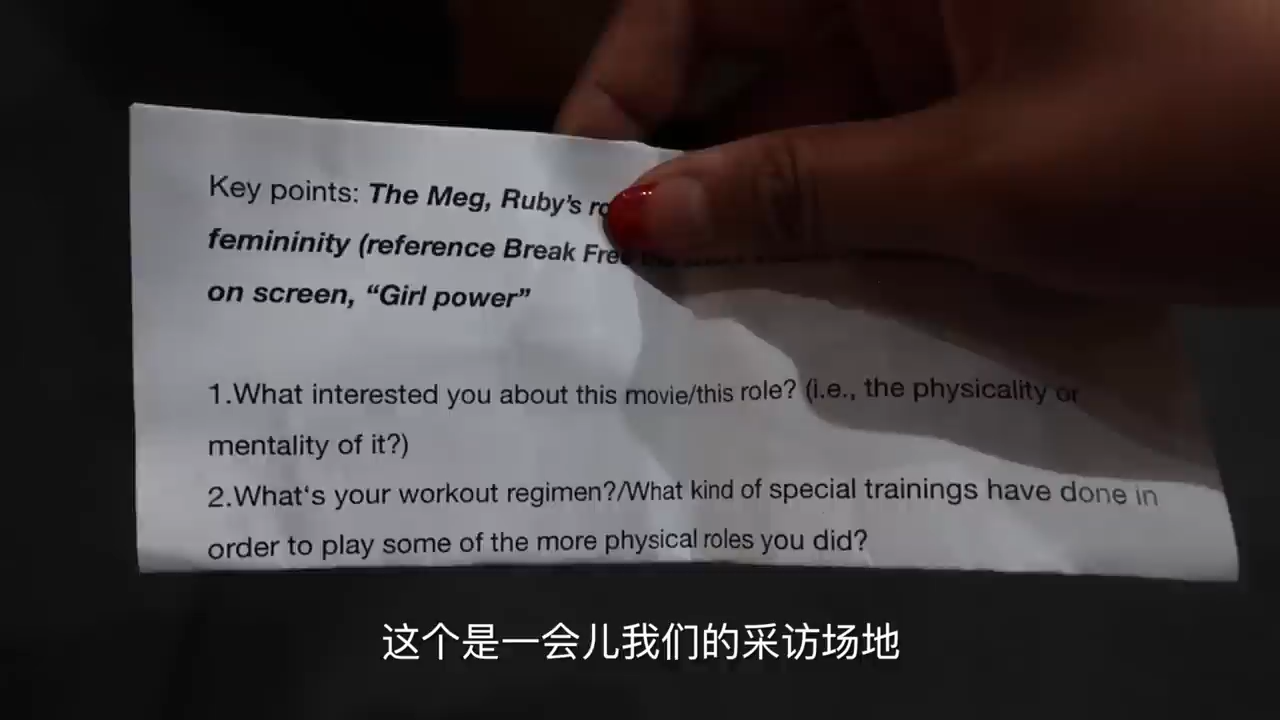 Key points: The Meg, Ruby's
femininity (reference Break Free
on screen, “Girl power”
1.What interested you about this movie/this role? (i.e., the physicality or
mentality of it?)
2.What‘s your workout regimen?/What kind of special trainings have done in
order to play some of the more physical roles you did?
这个是一会儿我们的采访场地